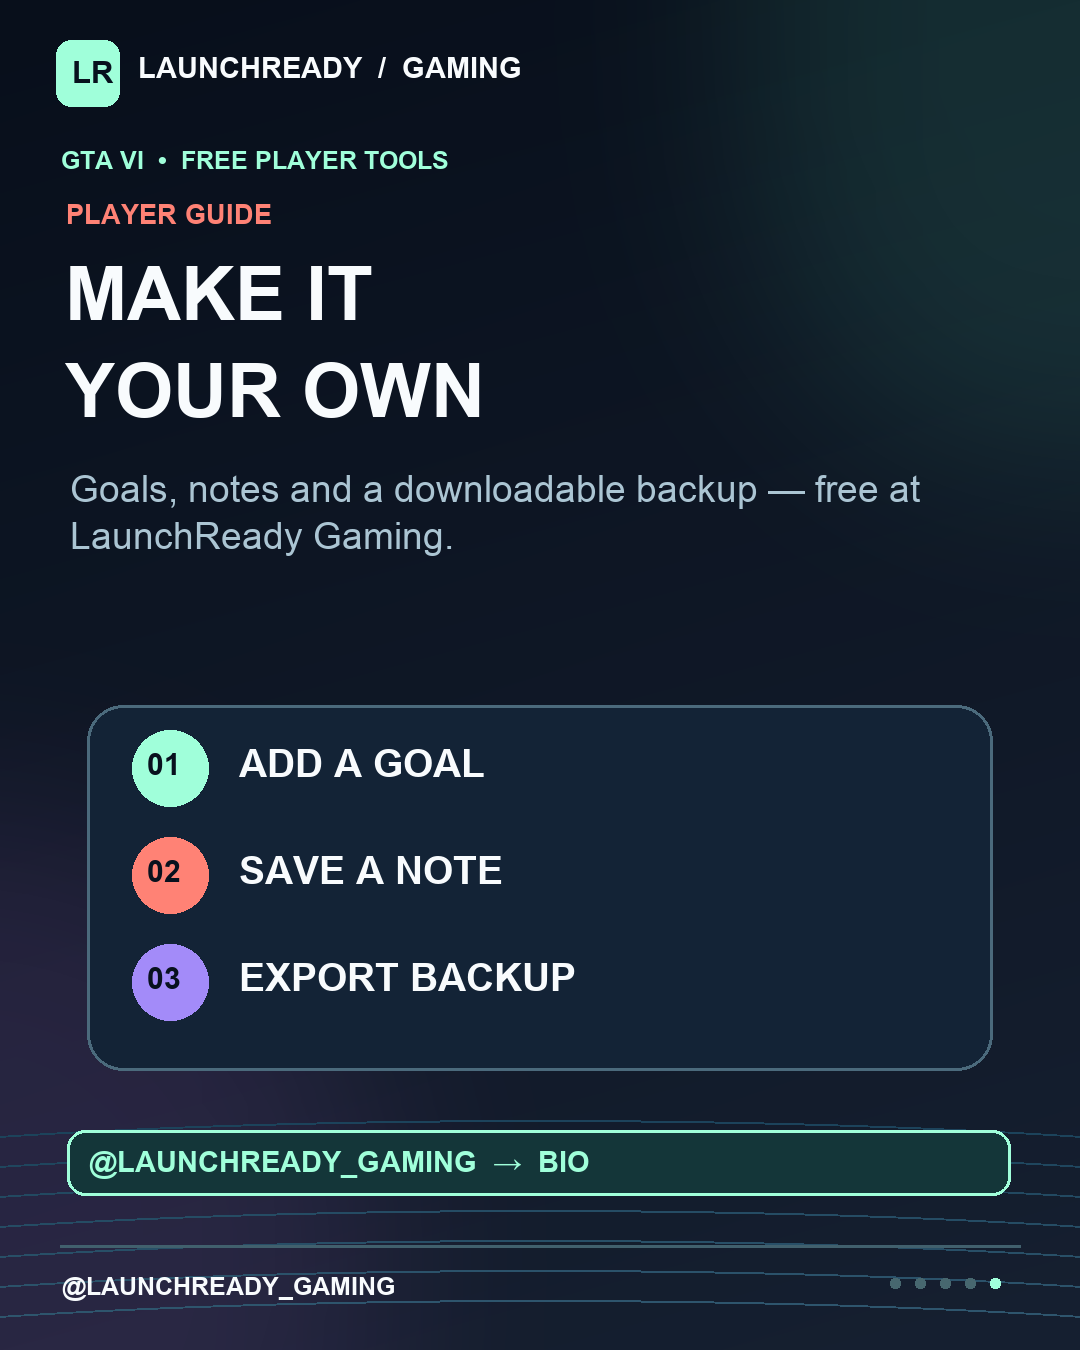 LR LAUNCHREADY / GAMING
GTA VI • FREE PLAYER TOOLS
PLAYER GUIDE
MAKE IT
YOUR OWN
Goals, notes and a downloadable backup — free at
LaunchReady Gaming.
01 ADD A GOAL
02 SAVE A NOTE
03 EXPORT BACKUP
@LAUNCHREADY_GAMING → BIO
@LAUNCHREADY_GAMING